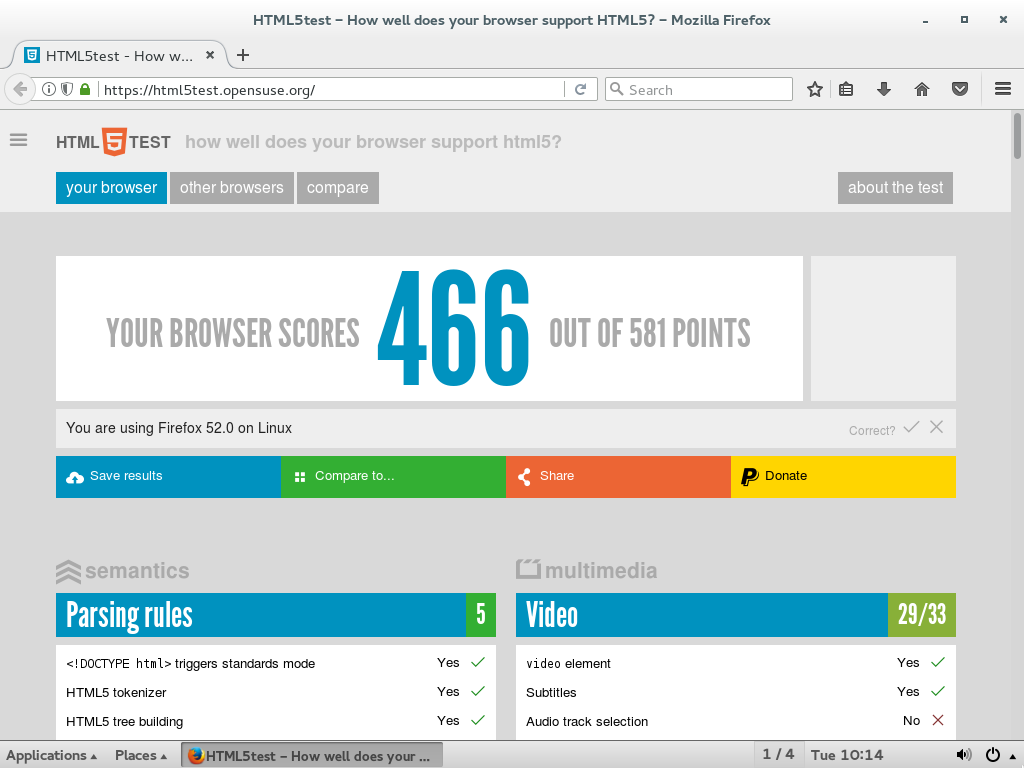 HTML5test – How well does your browser support HTML5? – Mozilla Firefox
HTML5test - How w...
https://html5test.opensuse.org/
Search
HTML 5 TEST how well does your browser support html5?
your browser other browsers compare about the test
YOUR BROWSER SCORES 466 OUT OF 581 POINTS
You are using Firefox 52.0 on Linux Correct?
Save results Compare to... Share Donate
semantics
Parsing rules 5
<!DOCTYPE html> triggers standards mode Yes
HTML5 tokenizer Yes
HTML5 tree building Yes
multimedia
Video 29/33
video element Yes
Subtitles Yes
Audio track selection No
Applications Places HTML5test – How well does your ... 1 / 4 Tue 10:14